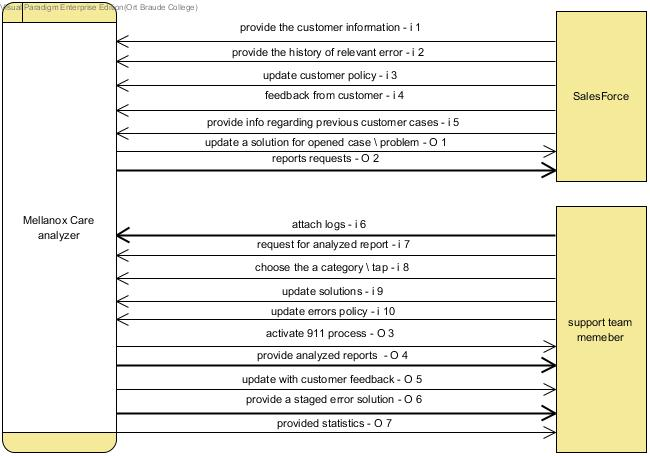 Visual Paradigm Enterprise Edition(Ort Braude College)
provide the customer information - i 1
provide the history of relevant error - i 2
update customer policy - i 3
feedback from customer - i 4
provide info regarding previous customer cases - i 5
update a solution for opened case \ problem - O 1
reports requests - O 2
SalesForce
Mellanox Care
analyzer
attach logs - i 6
request for analyzed report - i 7
choose the a category \ tap - i 8
update solutions - i 9
update errors policy - i 10
activate 911 process - O 3
provide analyzed reports - O 4
update with customer feedback - O 5
provide a staged error solution - O 6
provided statistics - O 7
support team
memeber